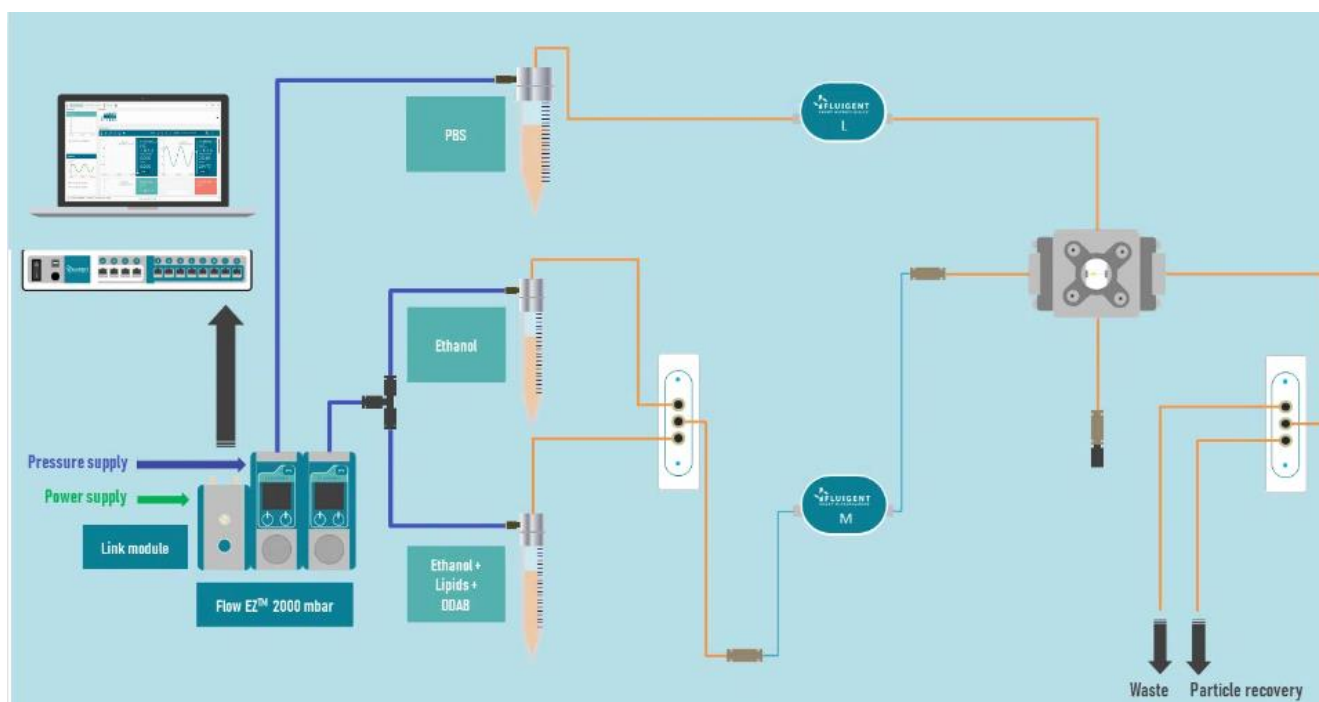 PBS
FLUIGENT
L
Ethanol
Pressure supply
Power supply
Link module
Flow EZ™ 2000 mbar
Ethanol +
Lipids +
DDAB
FLUIGENT
M
Waste
Particle recovery